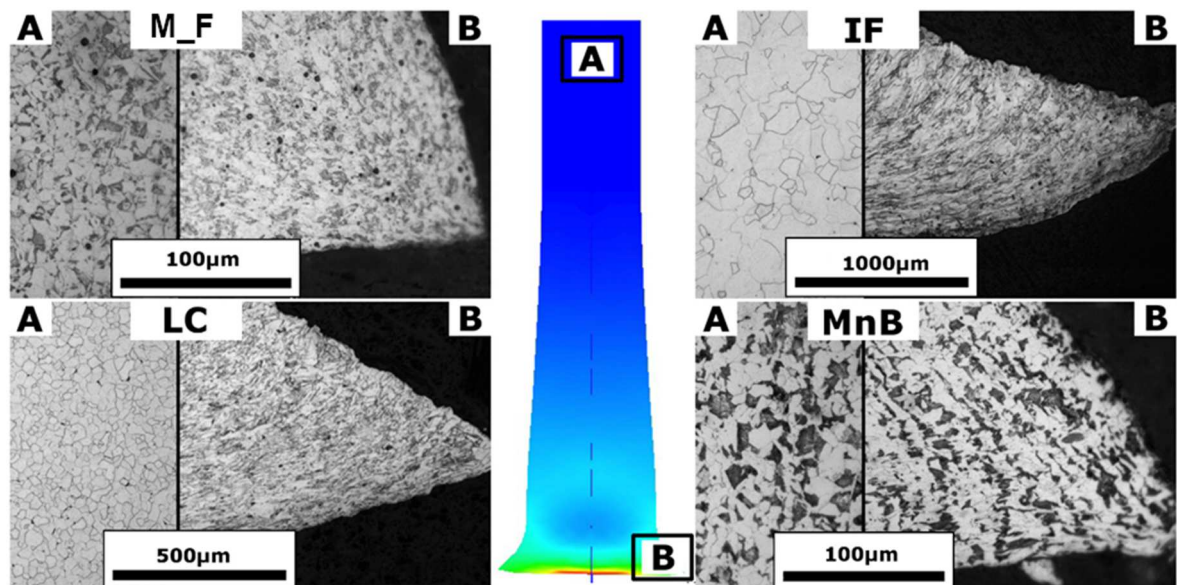 A M_F B
100µm
A LC B
500µm
A
B
A IF B
1000µm
A MnB B
100µm